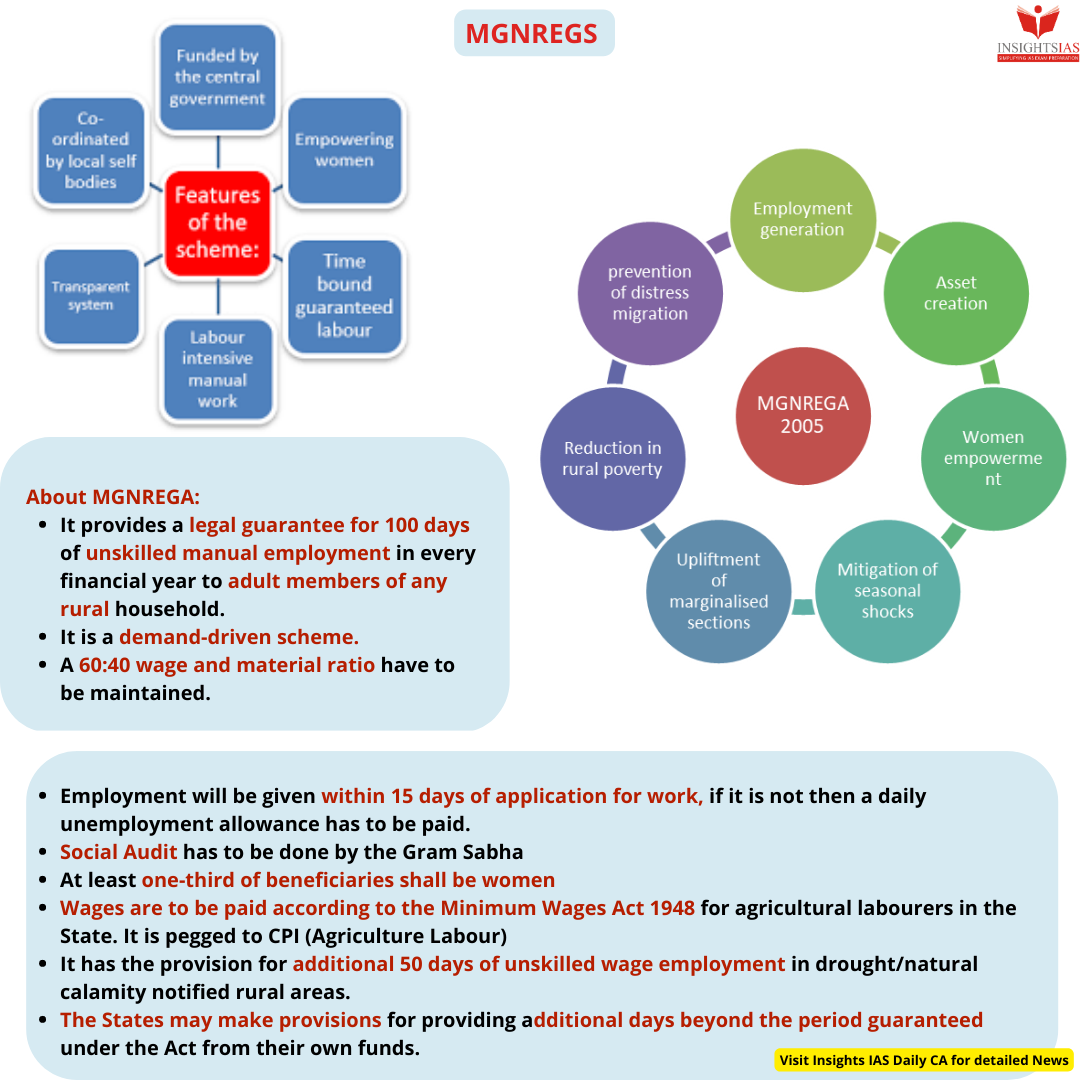 MGNREGS
INSIGHTSIAS
SIMPLIFYING IAS EXAM PREPARATION
Funded by
the central
government
Empowering
women
Time
bound
guaranteed
labour
Labour
intensive
manual
work
Transparent
system
Co-
ordinated
by local self
bodies
Features
of the
scheme:
Employment
generation
Asset
creation
Women
empowerme
nt
Mitigation of
seasonal
shocks
Upliftment
of
marginalised
sections
Reduction in
rural poverty
prevention
of distress
migration
MGNREGA
2005
About MGNREGA:
• It provides a legal guarantee for 100 days
of unskilled manual employment in every
financial year to adult members of any
rural household.
• It is a demand-driven scheme.
• A 60:40 wage and material ratio have to
be maintained.
• Employment will be given within 15 days of application for work, if it is not then a daily
unemployment allowance has to be paid.
• Social Audit has to be done by the Gram Sabha
• At least one-third of beneficiaries shall be women
• Wages are to be paid according to the Minimum Wages Act 1948 for agricultural labourers in the
State. It is pegged to CPI (Agriculture Labour)
• It has the provision for additional 50 days of unskilled wage employment in drought/natural
calamity notified rural areas.
• The States may make provisions for providing additional days beyond the period guaranteed
under the Act from their own funds.
Visit Insights IAS Daily CA for detailed News